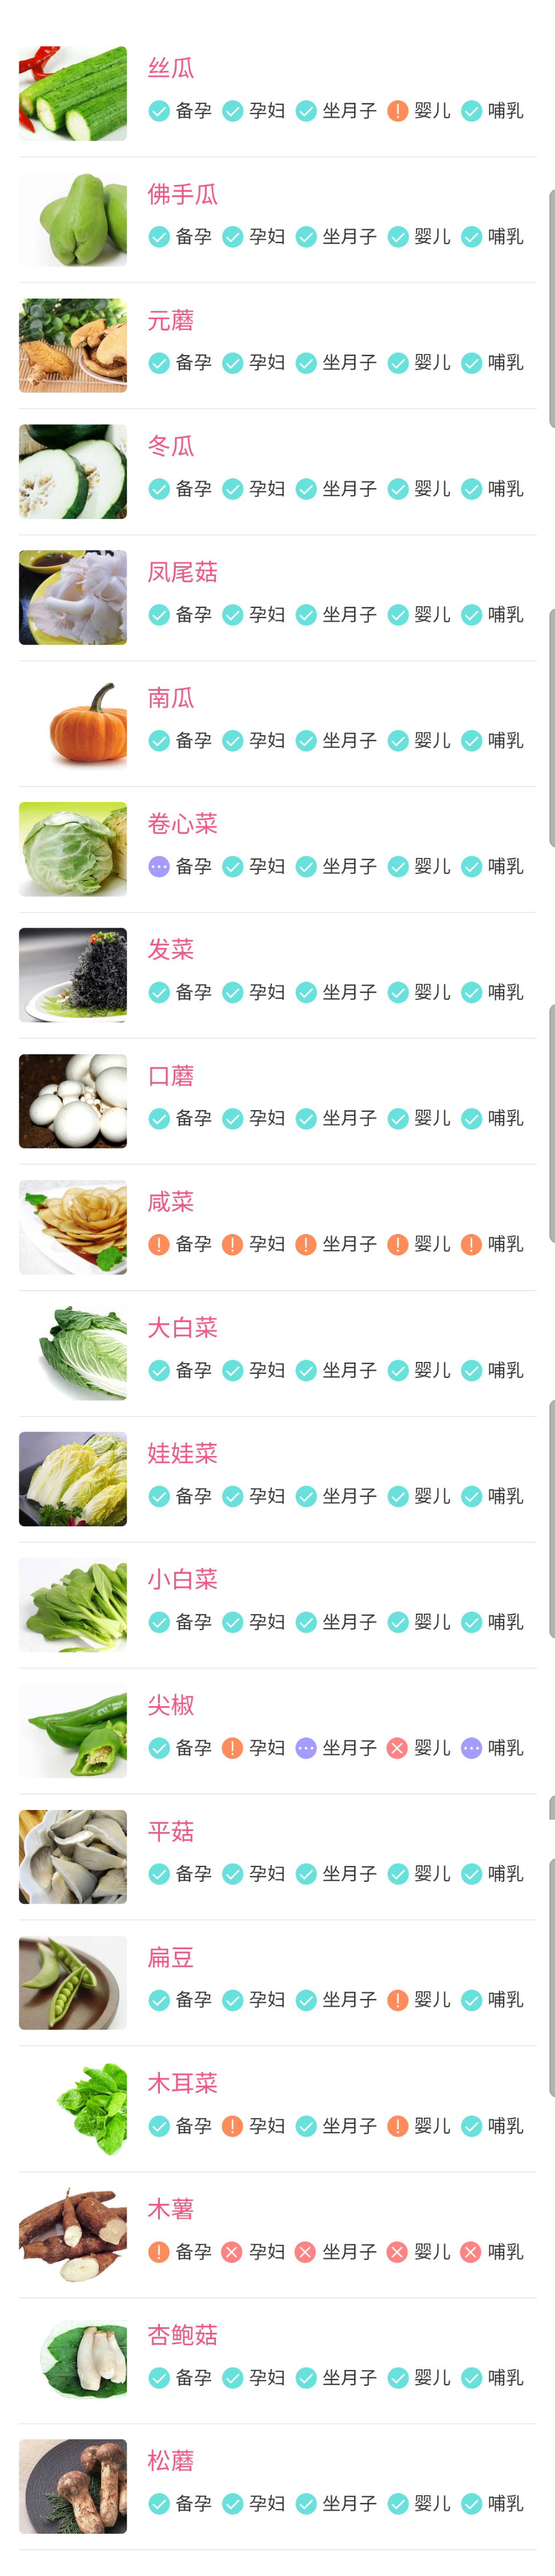 丝瓜
备孕 孕妇 坐月子 婴儿 哺乳
佛手瓜
备孕 孕妇 坐月子 婴儿 哺乳
元蘑
备孕 孕妇 坐月子 婴儿 哺乳
冬瓜
备孕 孕妇 坐月子 婴儿 哺乳
凤尾菇
备孕 孕妇 坐月子 婴儿 哺乳
南瓜
备孕 孕妇 坐月子 婴儿 哺乳
卷心菜
备孕 孕妇 坐月子 婴儿 哺乳
发菜
备孕 孕妇 坐月子 婴儿 哺乳
口蘑
备孕 孕妇 坐月子 婴儿 哺乳
咸菜
备孕 孕妇 坐月子 婴儿 哺乳
大白菜
备孕 孕妇 坐月子 婴儿 哺乳
娃娃菜
备孕 孕妇 坐月子 婴儿 哺乳
小白菜
备孕 孕妇 坐月子 婴儿 哺乳
尖椒
备孕 孕妇 坐月子 婴儿 哺乳
平菇
备孕 孕妇 坐月子 婴儿 哺乳
扁豆
备孕 孕妇 坐月子 婴儿 哺乳
木耳菜
备孕 孕妇 坐月子 婴儿 哺乳
木薯
备孕 孕妇 坐月子 婴儿 哺乳
杏鲍菇
备孕 孕妇 坐月子 婴儿 哺乳
松蘑
备孕 孕妇 坐月子 婴儿 哺乳